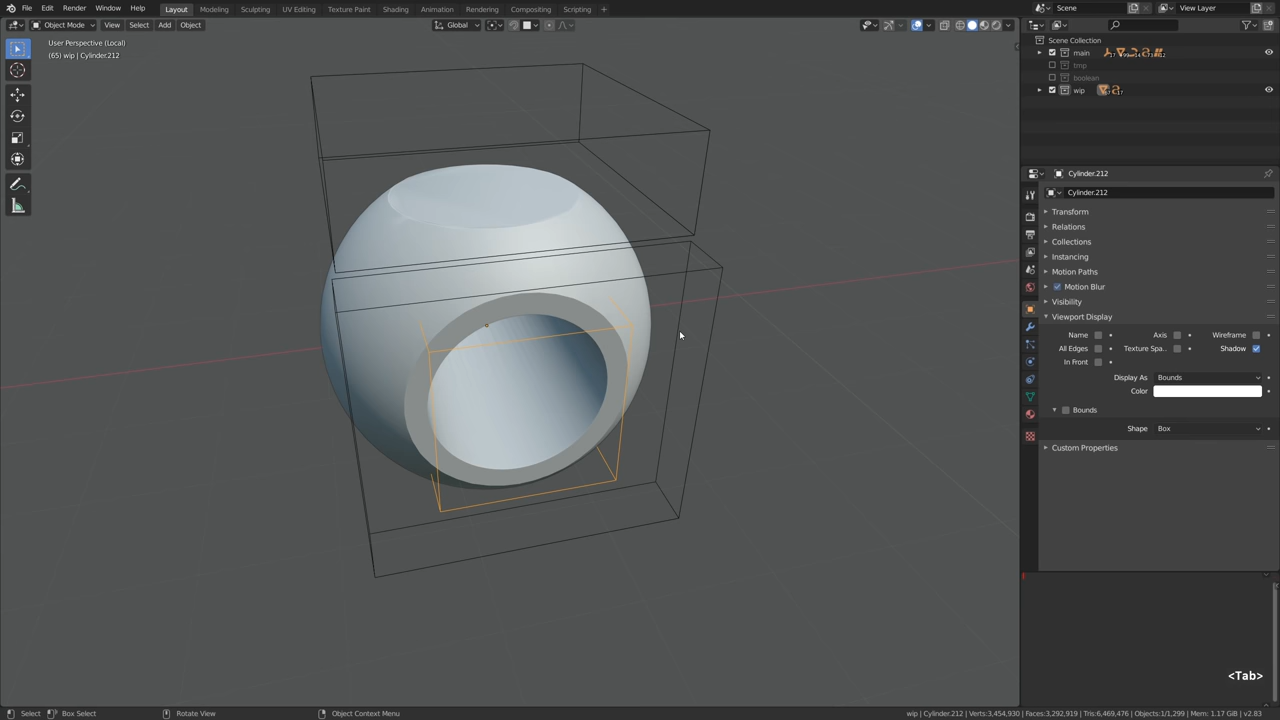 File Edit Render Window Help
Layout Modeling Sculpting UV Editing Texture Paint Shading Animation Rendering Compositing Scripting +
Scene
View Layer
Object Mode View Select Add Object
Global
User Perspective (Local)
(65) wip | Cylinder.212
Scene Collection
main
tmp
boolean
wip
Cylinder.212
Cylinder.212
Transform
Relations
Collections
Instancing
Motion Paths
Motion Blur
Visibility
Viewport Display
Name Axis Wireframe
All Edges Texture Spa.. Shadow
In Front
Display As Bounds
Color
Bounds
Shape Box
Custom Properties
<Tab>
Select Box Select Rotate View Object Context Menu
wip | Cylinder.212 | Verts:3,454,930 | Faces:3,292,919 | Tris:6,469,476 | Objects:1/1,299 | Mem: 1.17 GiB | v2.83